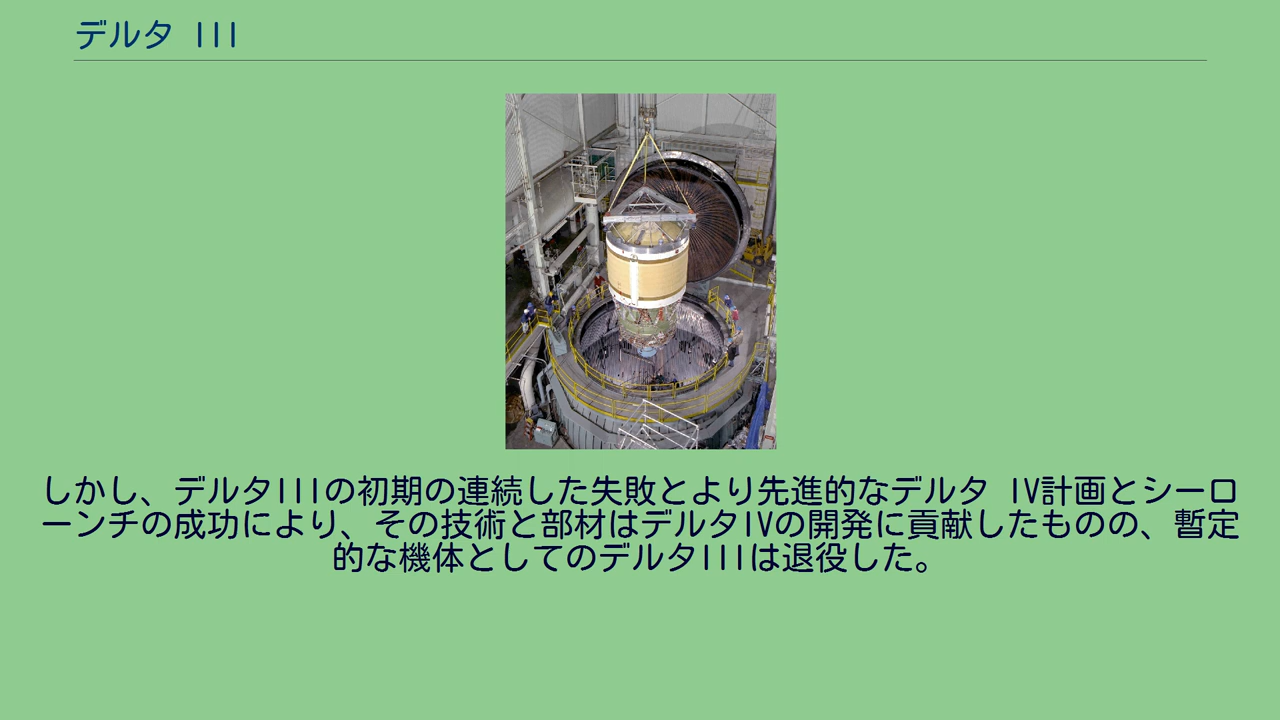 デルタ III
しかし、デルタIIIの初期の連続した失敗とより先進的なデルタ IV計画とシーロ
ーンチの成功により、その技術と部材はデルタIVの開発に貢献したものの、暫定
的な機体としてのデルタIIIは退役した。